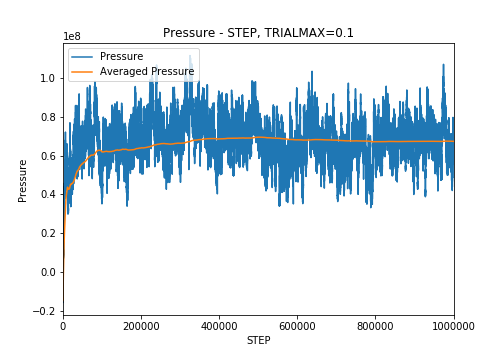 Pressure - STEP, TRIALMAX=0.1
1e8
Pressure
Averaged Pressure
1.0
0.8
0.6
0.4
0.2
0.0
−0.2
Pressure
0
200000
400000
600000
800000
1000000
STEP